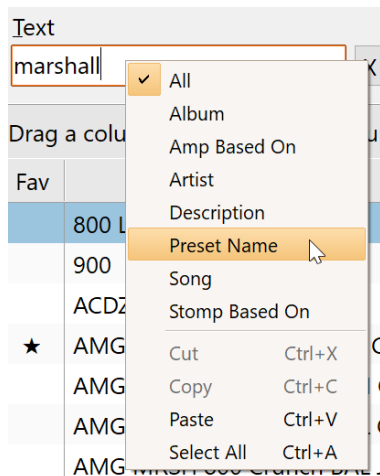 Text
marshall
X
All
Album
Drag a colu
Amp Based On
Artist
Fav
Description
800 L
Preset Name
900
Song
ACDZ
Stomp Based On
★ AMG
Cut Ctrl+X
AMG
Copy Ctrl+C
AMG
Paste Ctrl+V
AMG
Select All Ctrl+A